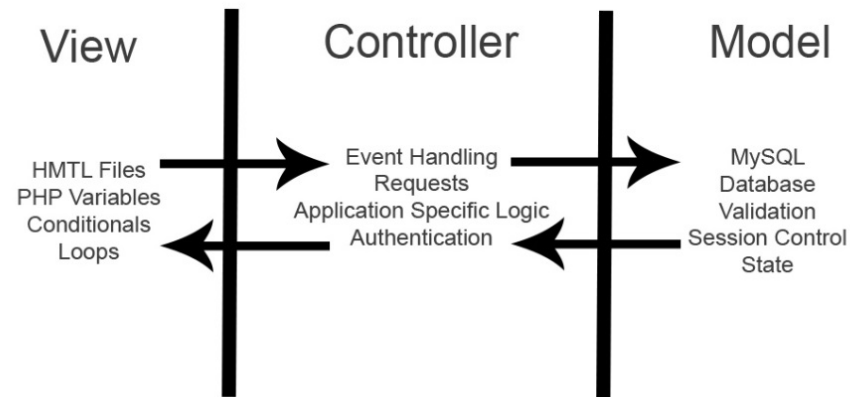 View
HMTL Files
PHP Variables
Conditionals
Loops
Controller
Event Handling
Requests
Application Specific Logic
Authentication
Model
MySQL
Database
Validation
Session Control
State